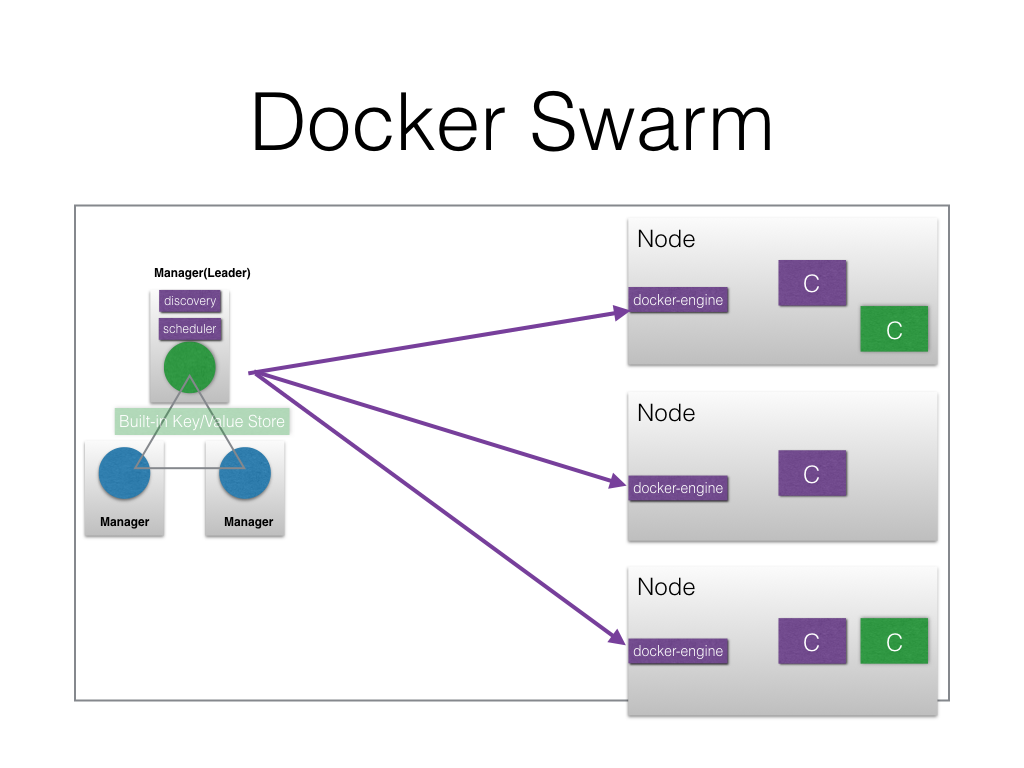 Docker Swarm
Manager(Leader)
discovery
scheduler
Built-in Key/Value Store
Manager
Manager
Node
docker-engine
C
C
Node
docker-engine
C
Node
docker-engine
C
C